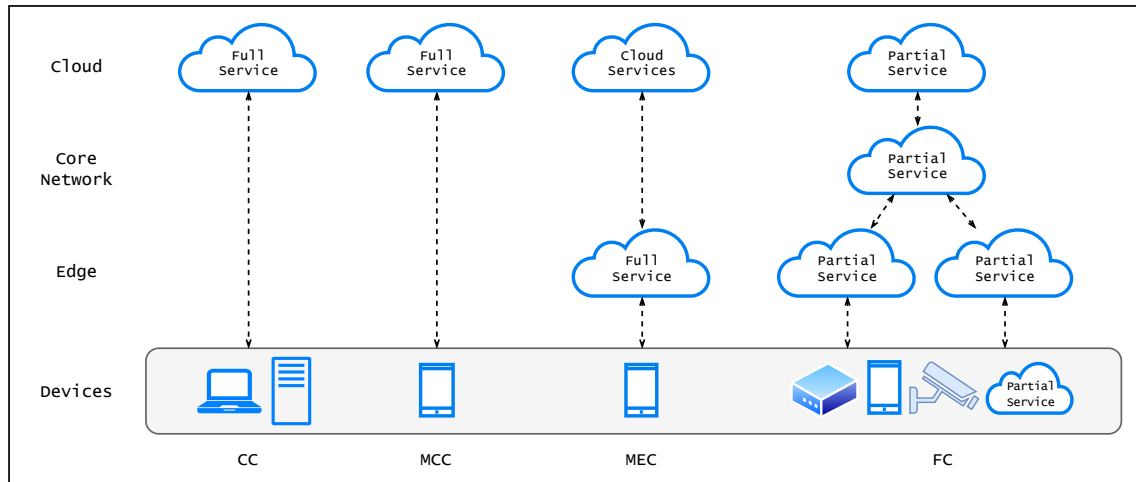 Cloud
Full
Service
Full
Service
Cloud
Services
Partial
Service
Core
Network
Partial
Service
Edge
Full
Service
Partial
Service
Partial
Service
Devices
Partial
Service
CC
MCC
MEC
FC